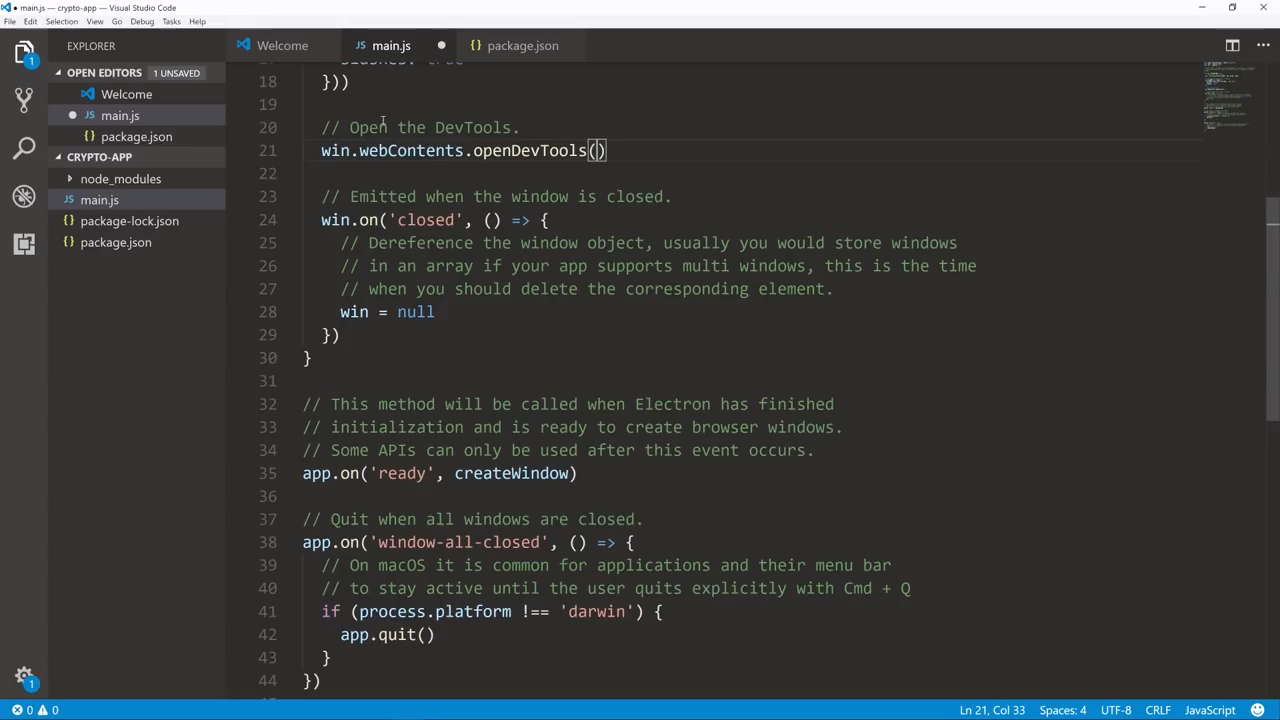 main.js — crypto-app — Visual Studio Code
File Edit Selection View Go Debug Tasks Help
EXPLORER
Welcome
main.js
package.json
OPEN EDITORS 1 UNSAVED
Welcome
main.js
package.json
CRYPTO-APP
node_modules
main.js
package-lock.json
package.json
18 }))
19
20 // Open the DevTools.
21 win.webContents.openDevTools()
22
23 // Emitted when the window is closed.
24 win.on('closed', () => {
25 // Dereference the window object, usually you would store windows
26 // in an array if your app supports multi windows, this is the time
27 // when you should delete the corresponding element.
28 win = null
29 })
30 }
31
32 // This method will be called when Electron has finished
33 // initialization and is ready to create browser windows.
34 // Some APIs can only be used after this event occurs.
35 app.on('ready', createWindow)
36
37 // Quit when all windows are closed.
38 app.on('window-all-closed', () => {
39 // On macOS it is common for applications and their menu bar
40 // to stay active until the user quits explicitly with Cmd + Q
41 if (process.platform !== 'darwin') {
42 app.quit()
43 }
44 })
0 0
Ln 21, Col 33 Spaces: 4 UTF-8 CRLF JavaScript